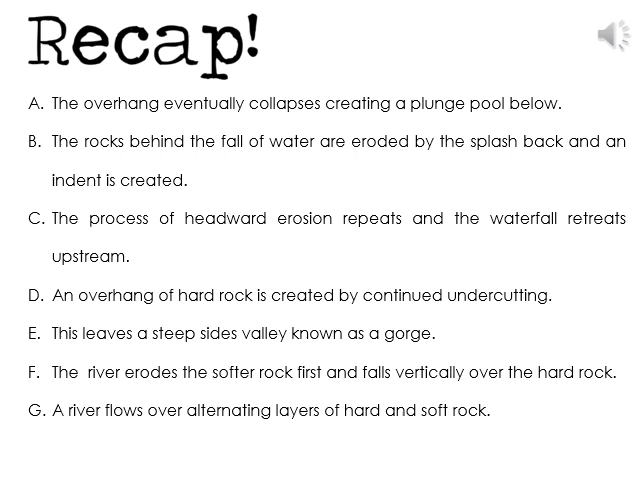 Recap!
A. The overhang eventually collapses creating a plunge pool below.
B. The rocks behind the fall of water are eroded by the splash back and an
indent is created.
C. The process of headward erosion repeats and the waterfall retreats
upstream.
D. An overhang of hard rock is created by continued undercutting.
E. This leaves a steep sides valley known as a gorge.
F. The river erodes the softer rock first and falls vertically over the hard rock.
G. A river flows over alternating layers of hard and soft rock.